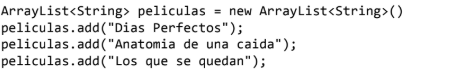 ArrayList<String> peliculas = new ArrayList<String>()
peliculas.add("Dias Perfectos");
peliculas.add("Anatomia de una caida");
peliculas.add("Los que se quedan");